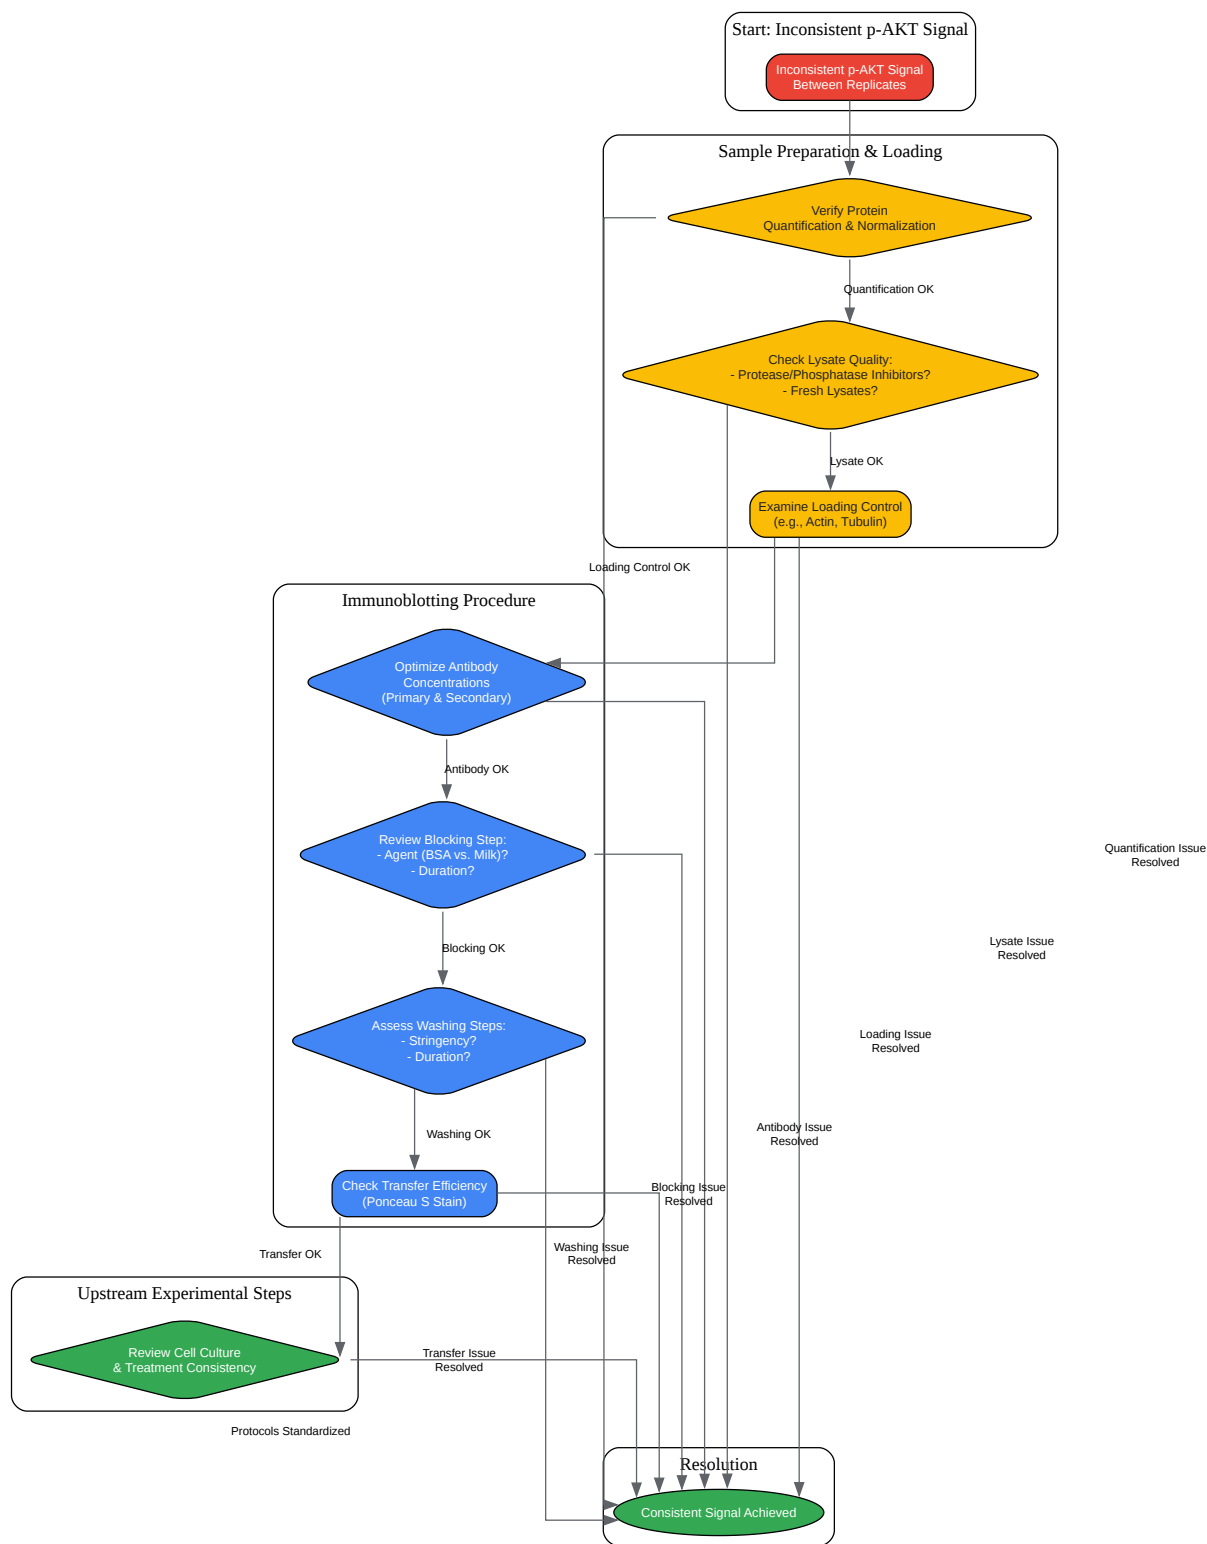 Start: Inconsistent p-AKT Signal
Inconsistent p-AKT Signal
Between Replicates
Sample Preparation & Loading
Verify Protein
Quantification & Normalization
Quantification OK
Check Lysate Quality:
- Protease/Phosphatase Inhibitors?
- Fresh Lysates?
Lysate OK
Examine Loading Control
(e.g., Actin, Tubulin)
Loading Control OK
Immunoblotting Procedure
Optimize Antibody
Concentrations
(Primary & Secondary)
Antibody OK
Review Blocking Step:
- Agent (BSA vs. Milk)?
- Duration?
Quantification Issue
Resolved
Blocking OK
Lysate Issue
Resolved
Assess Washing Steps:
- Stringency?
- Duration?
Loading Issue
Resolved
Washing OK
Antibody Issue
Resolved
Check Transfer Efficiency
(Ponceau S Stain)
Blocking Issue
Resolved
Transfer OK
Washing Issue
Resolved
Upstream Experimental Steps
Review Cell Culture
& Treatment Consistency
Transfer Issue
Resolved
Protocols Standardized
Resolution
Consistent Signal Achieved